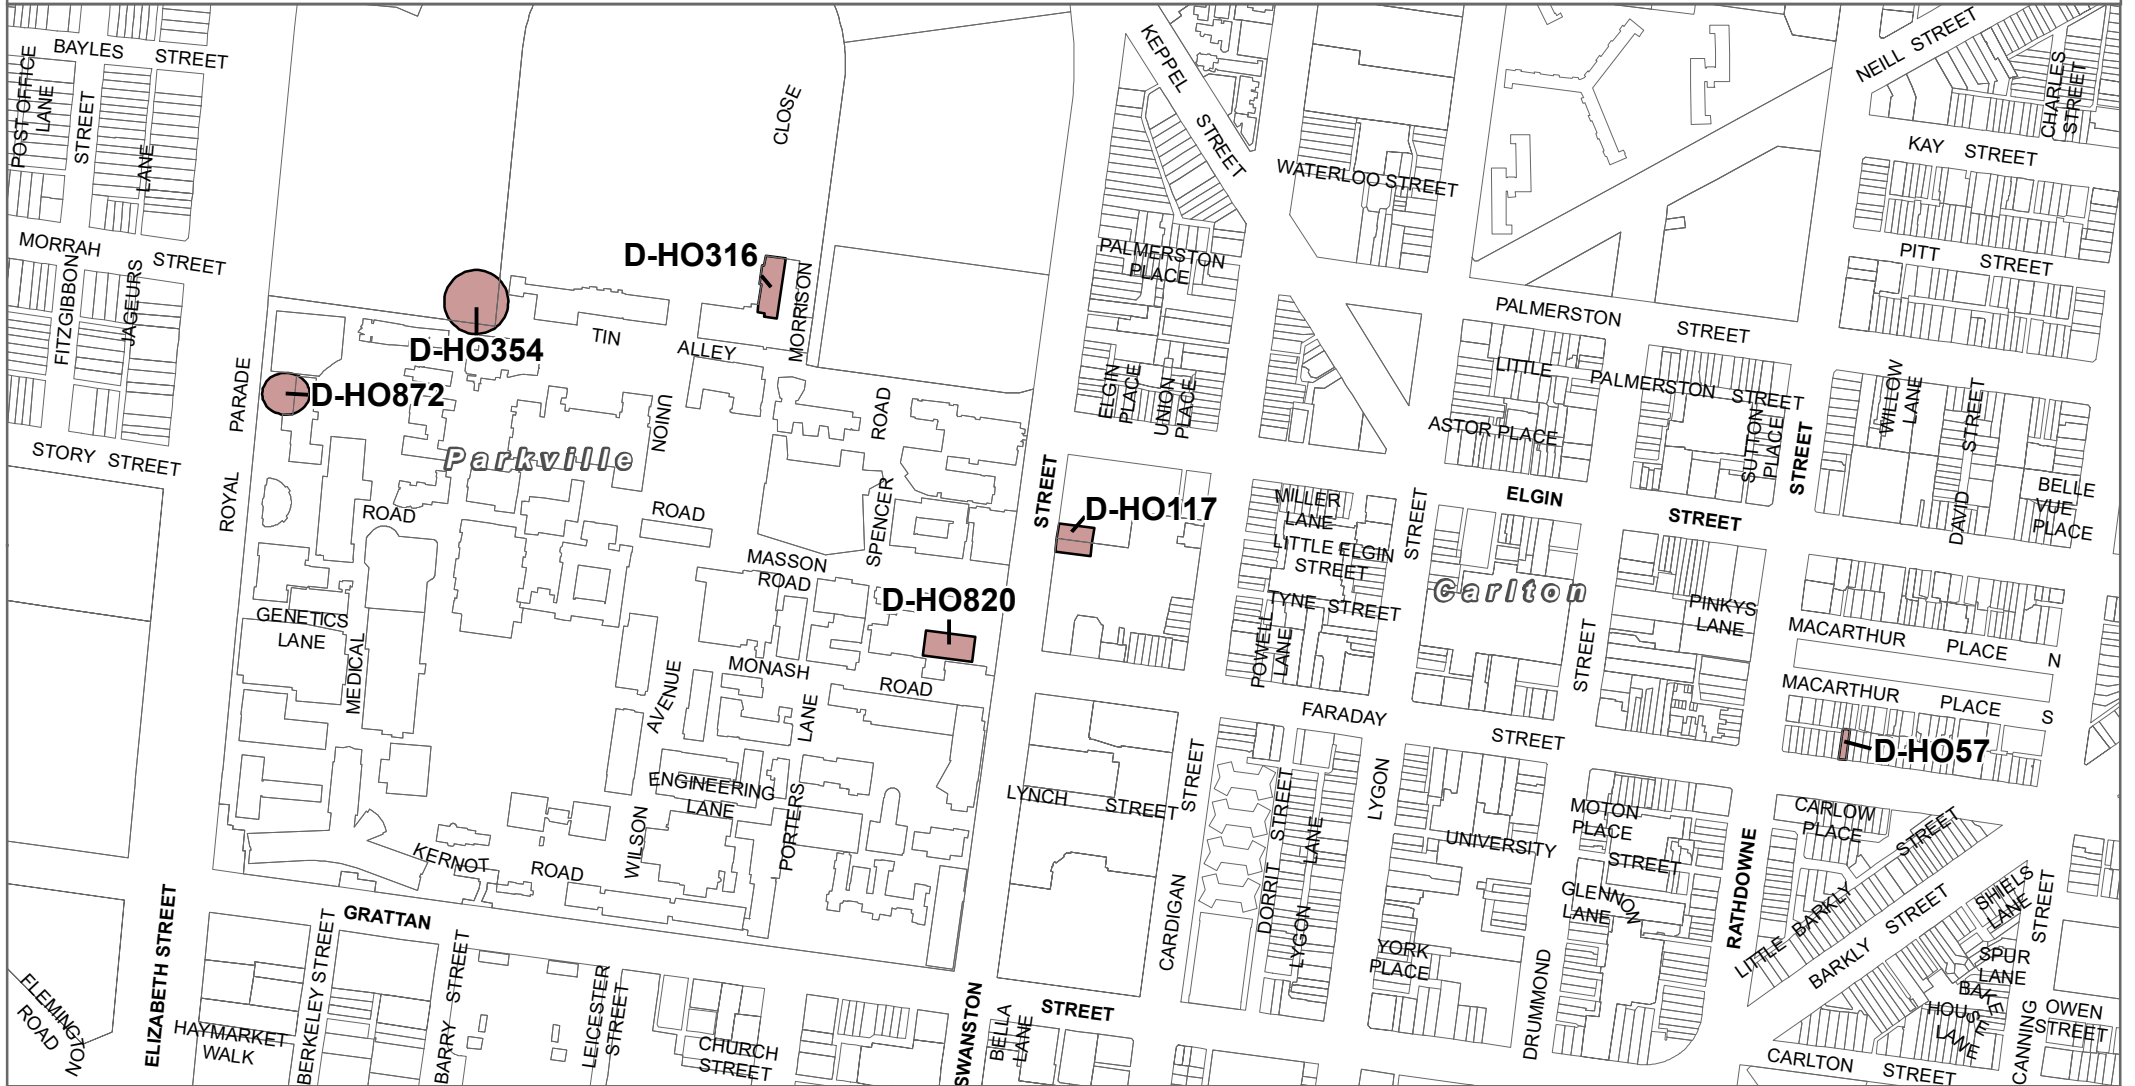 BAYLES STREET
POST OFFICE
LANE
STREET
LANE
MORRAH STREET
FITZGIBBON
JAGEURS
STORY STREET
PARADE
ROYAL
D-HO354
D-HO872
D-HO316
CLOSE
MORRISON
TIN ALLEY
UNION
ROAD
Parkville
ROAD
ROAD
SPENCER
MASSON
ROAD
GENETICS
LANE
MEDICAL
D-HO820
MONASH ROAD
AVENUE
LANE
ENGINEERING
LANE
WILSON
PORTERS
KERNOT ROAD
GRATTAN STREET
ELIZABETH STREET
FLEMINGTON
ROAD
HAYMARKET
WALK
BERKELEY STREET
BARRY STREET
LEICESTER
STREET
CHURCH
STREET
SWANSTON
STREET
BELLA
LANE
KEPPEL STREET
WATERLOO STREET
PALMERSTON
PLACE
ELGIN
PLACE
UNION
PLACE
D-HO117
MILLER
LANE
LITTLE ELGIN
STREET
TYNE STREET
POWELL
LANE
STREET
LYGON
FARADAY STREET
LYNCH STREET
STREET
CARDIGAN
DORRIT STREET
LYGON LANE
NEILL STREET
CHARLES
STREET
KAY STREET
PITT STREET
PALMERSTON STREET
LITTLE PALMERSTON STREET
ASTOR PLACE
SUTTON
PLACE
STREET
RATHDOWNE
WILLOW
LANE
DAVID STREET
BELLE
VUE
PLACE
ELGIN STREET
Carlton
STREET
DRUMMOND
PINKYS
LANE
MACARTHUR PLACE N
MACARTHUR PLACE S
D-HO57
MOTON
PLACE
UNIVERSITY STREET
GLENNON
LANE
YORK
PLACE
CARLOW
PLACE
LITTLE BARKLY STREET
BARKLY STREET
SHIELS
LANE
SPUR
LANE
BAKE
HOUSE
LANE
STREET
CANNING
OWEN
STREET
CARLTON STREET